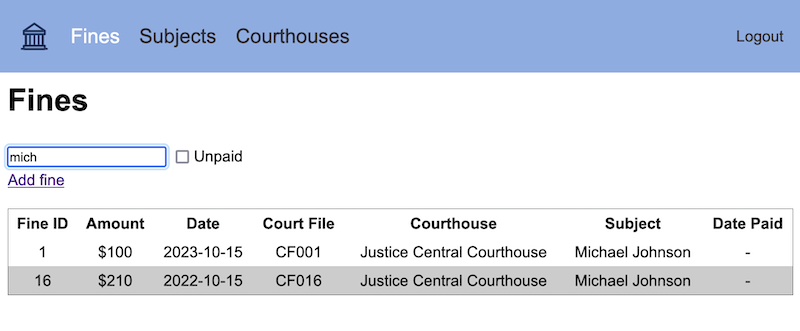 Fines Subjects Courthouses Logout
Fines
mich Unpaid
Add fine
Fine ID Amount Date Court File Courthouse Subject Date Paid
1 $100 2023-10-15 CF001 Justice Central Courthouse Michael Johnson -
16 $210 2022-10-15 CF016 Justice Central Courthouse Michael Johnson -